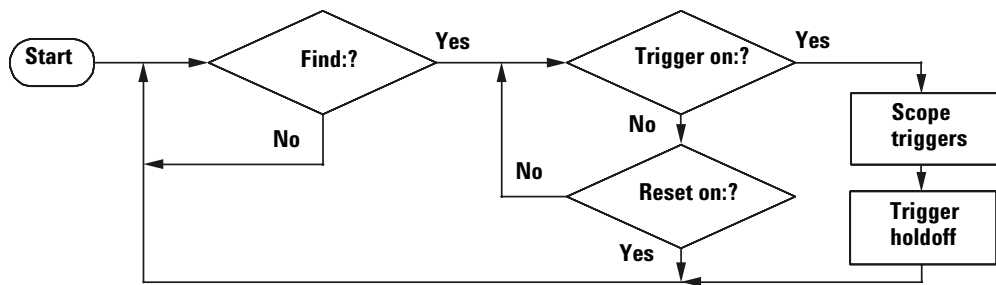 Start
Find:?
Yes
No
Trigger on:?
Yes
No
Reset on:?
No
Yes
Scope
triggers
Trigger
holdoff